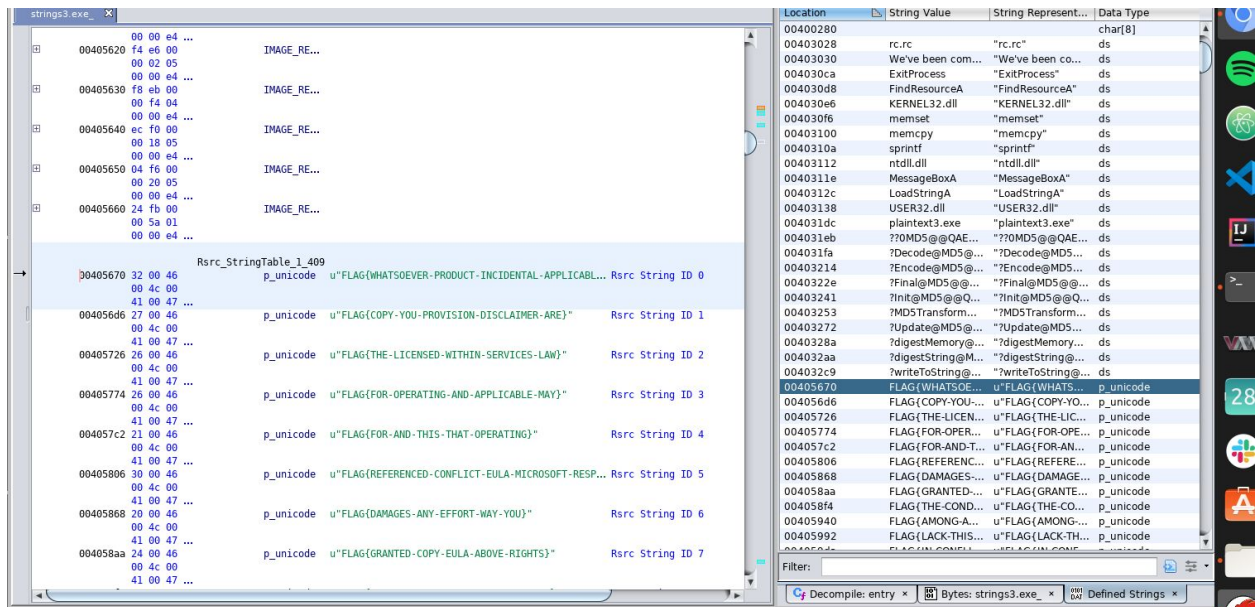 strings3.exe_
00 00 e4 ...
00405620 f4 e6 00 IMAGE_RE...
00 02 05
00 00 e4 ...
00405630 f8 eb 00 IMAGE_RE...
00 f4 04
00 00 e4 ...
00405640 ec f0 00 IMAGE_RE...
00 18 05
00 00 e4 ...
00405650 04 f6 00 IMAGE_RE...
00 20 05
00 00 e4 ...
00405660 24 fb 00 IMAGE_RE...
00 5a 01
00 00 e4 ...
Rsrc_StringTable_1_409
00405670 32 00 46 p_unicode u"FLAG{WHATSOEVER-PRODUCT-INCIDENTAL-APPLICABL... Rsrc String ID 0
00 4c 00
41 00 47 ...
004056d6 27 00 46 p_unicode u"FLAG{COPY-YOU-PROVISION-DISCLAIMER-ARE}" Rsrc String ID 1
00 4c 00
41 00 47 ...
00405726 26 00 46 p_unicode u"FLAG{THE-LICENSED-WITHIN-SERVICES-LAW}" Rsrc String ID 2
00 4c 00
41 00 47 ...
00405774 26 00 46 p_unicode u"FLAG{FOR-OPERATING-AND-APPLICABLE-MAY}" Rsrc String ID 3
00 4c 00
41 00 47 ...
004057c2 21 00 46 p_unicode u"FLAG{FOR-AND-THIS-THAT-OPERATING}" Rsrc String ID 4
00 4c 00
41 00 47 ...
00405806 30 00 46 p_unicode u"FLAG{REFERENCED-CONFLICT-EULA-MICROSOFT-RESP... Rsrc String ID 5
00 4c 00
41 00 47 ...
00405868 20 00 46 p_unicode u"FLAG{DAMAGES-ANY-EFFORT-WAY-YOU}" Rsrc String ID 6
00 4c 00
41 00 47 ...
004058aa 24 00 46 p_unicode u"FLAG{GRANTED-COPY-EULA-ABOVE-RIGHTS}" Rsrc String ID 7
00 4c 00
41 00 47 ...
Location String Value String Represent... Data Type
00400280 char[8]
00403028 rc.rc "rc.rc" ds
00403030 We've been com... "We've been co... ds
004030ca ExitProcess "ExitProcess" ds
004030d8 FindResourceA "FindResourceA" ds
004030e6 KERNEL32.dll "KERNEL32.dll" ds
004030f6 memset "memset" ds
00403100 memcpy "memcpy" ds
0040310a sprintf "sprintf" ds
00403112 ntdll.dll "ntdll.dll" ds
0040311e MessageBoxA "MessageBoxA" ds
0040312c LoadStringA "LoadStringA" ds
00403138 USER32.dll "USER32.dll" ds
004031dc plaintext3.exe "plaintext3.exe" ds
004031eb ??0MD5@@QAE... "??0MD5@@QAE... ds
004031fa ?Decode@MD5@... "?Decode@MD5... ds
00403214 ?Encode@MD5@... "?Encode@MD5... ds
0040322e ?Final@MD5@@... "?Final@MD5@@... ds
00403241 ?Init@MD5@@Q... "?Init@MD5@@Q... ds
00403253 ?MD5Transform... "?MD5Transform... ds
00403272 ?Update@MD5@... "?Update@MD5... ds
0040328a ?digestMemory... "?digestMemory... ds
004032aa ?digestString@M... "?digestString@... ds
004032c9 ?writeToString@... "?writeToString@... ds
00405670 FLAG{WHATSOE... u"FLAG{WHATS... p_unicode
004056d6 FLAG{COPY-YOU-... u"FLAG{COPY-YO... p_unicode
00405726 FLAG{THE-LICEN... u"FLAG{THE-LIC... p_unicode
00405774 FLAG{FOR-OPER... u"FLAG{FOR-OPE... p_unicode
004057c2 FLAG{FOR-AND-T... u"FLAG{FOR-AN... p_unicode
00405806 FLAG{REFERENC... u"FLAG{REFERE... p_unicode
00405868 FLAG{DAMAGES-... u"FLAG{DAMAGE... p_unicode
004058aa FLAG{GRANTED-... u"FLAG{GRANTE... p_unicode
004058f4 FLAG{THE-COND... u"FLAG{THE-CO... p_unicode
00405940 FLAG{AMONG-A... u"FLAG{AMONG-... p_unicode
00405992 FLAG{LACK-THIS... u"FLAG{LACK-TH... p_unicode
Filter:
Decompile: entry × Bytes: strings3.exe_ × Defined Strings ×
IJ
28